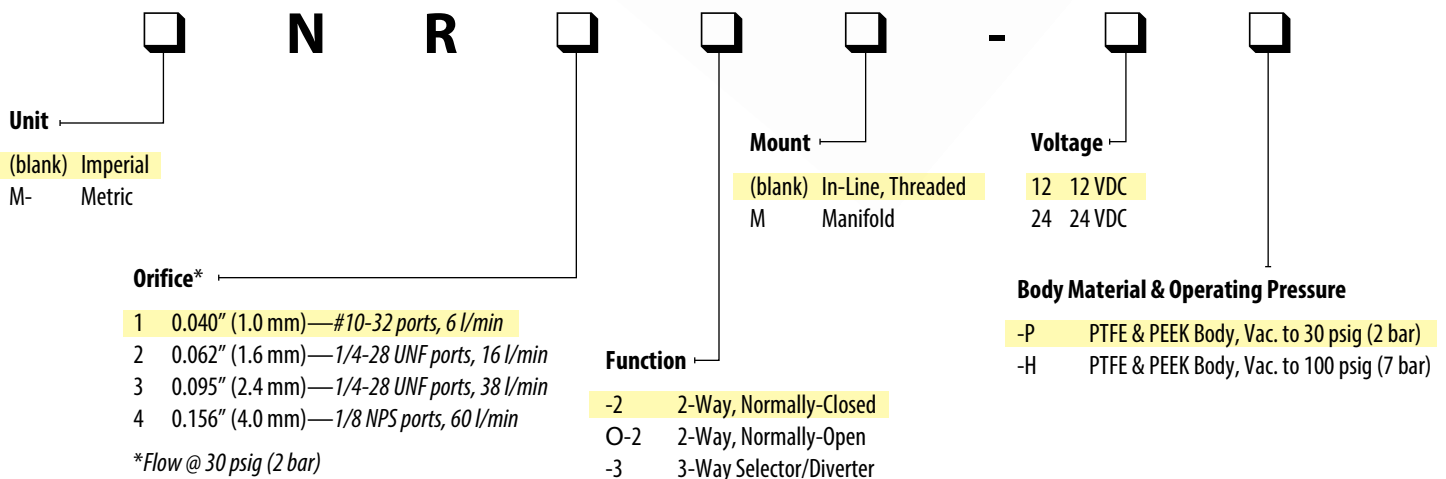 N R -
Unit
(blank) Imperial
M- Metric
Orifice*
1 0.040” (1.0 mm)—#10-32 ports, 6 l/min
2 0.062” (1.6 mm)—1/4-28 UNF ports, 16 l/min
3 0.095” (2.4 mm)—1/4-28 UNF ports, 38 l/min
4 0.156” (4.0 mm)—1/8 NPS ports, 60 l/min
*Flow @ 30 psig (2 bar)
Function
-2 2-Way, Normally-Closed
O-2 2-Way, Normally-Open
-3 3-Way Selector/Diverter
Mount
(blank) In-Line, Threaded
M Manifold
Voltage
12 12 VDC
24 24 VDC
Body Material & Operating Pressure
-P PTFE & PEEK Body, Vac. to 30 psig (2 bar)
-H PTFE & PEEK Body, Vac. to 100 psig (7 bar)